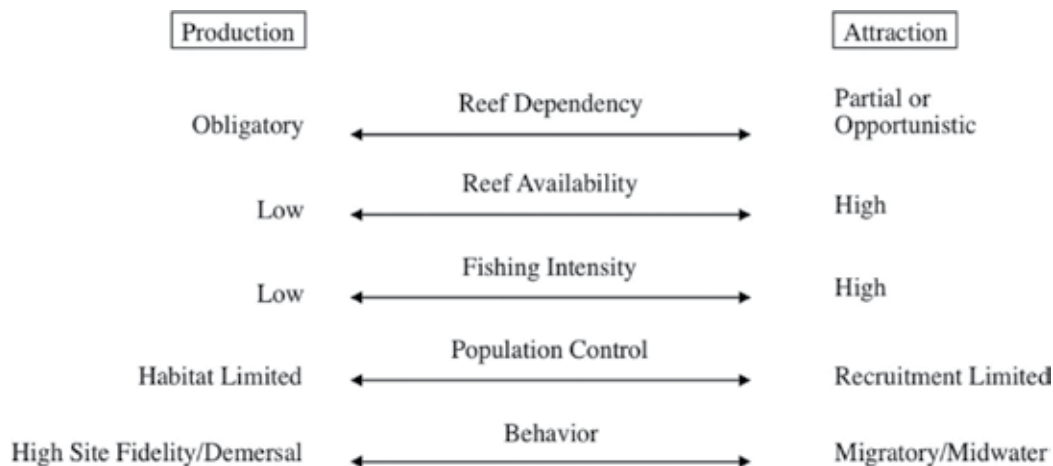 Production Attraction
Reef Dependency
Obligatory
Partial or
Opportunistic
Reef Availability
Low
High
Fishing Intensity
Low
High
Population Control
Habitat Limited
Recruitment Limited
Behavior
High Site Fidelity/Demersal
Migratory/Midwater